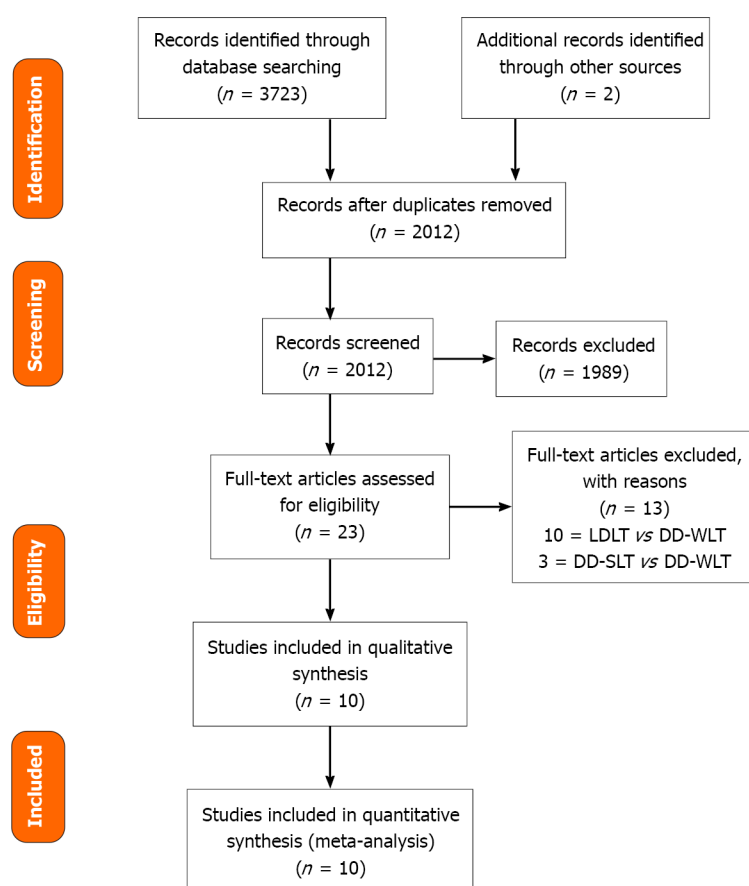 Identification
Records identified through
database searching
(n = 3723)
Additional records identified
through other sources
(n = 2)
Records after duplicates removed
(n = 2012)
Screening
Records screened
(n = 2012)
Records excluded
(n = 1989)
Eligibility
Full-text articles assessed
for eligibility
(n = 23)
Full-text articles excluded,
with reasons
(n = 13)
10 = LDLT vs DD-WLT
3 = DD-SLT vs DD-WLT
Studies included in qualitative
synthesis
(n = 10)
Included
Studies included in quantitative
synthesis (meta-analysis)
(n = 10)